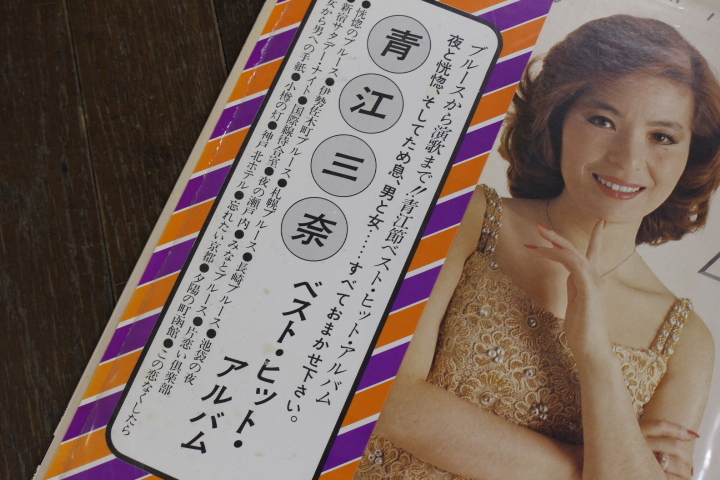 ブルースから演歌まで!!青江節ベスト・ヒット・アルバム
夜と恍惚、そしてため息、男と女……すべておまかせ下さい。
青江三奈
ベスト・ヒット・
アルバム
●恍惚のブルース●伊勢佐木町ブルース●札幌ブルース●長崎ブルース●池袋の夜
●新宿サタデー・ナイト●国際線待合室●夜の瀬戸内●みなとブルース●片恋い倶楽部
●女から男への手紙●小樽の灯●神戸北ホテル●忘れたい京都●夕陽の町函館●この恋なくしたら